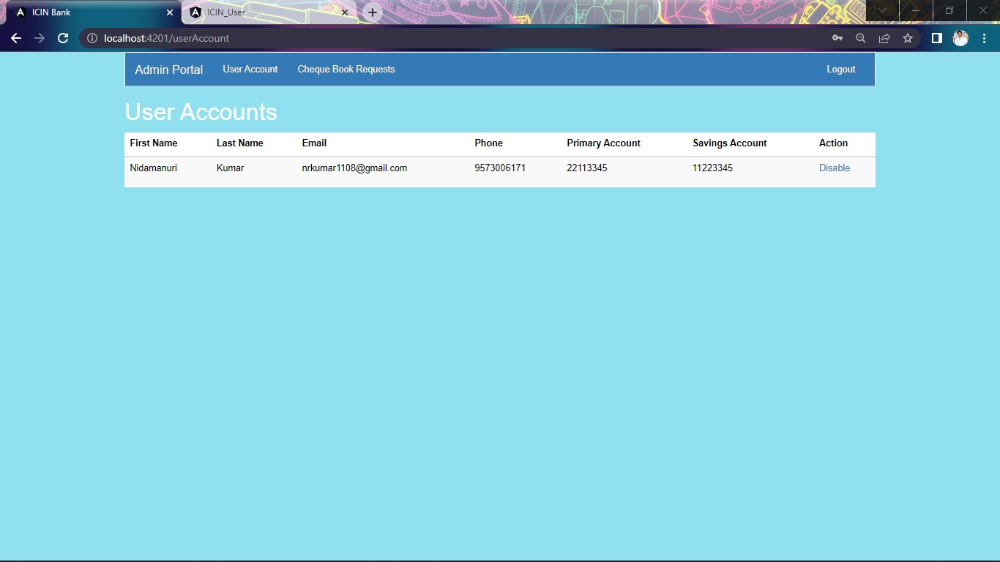 ICIN Bank ICIN_User
localhost:4201/userAccount
Admin Portal User Account Cheque Book Requests Logout
User Accounts
First Name Last Name Email Phone Primary Account Savings Account Action
Nidamanuri Kumar nrkumar1108@gmail.com 9573006171 22113345 11223345 Disable